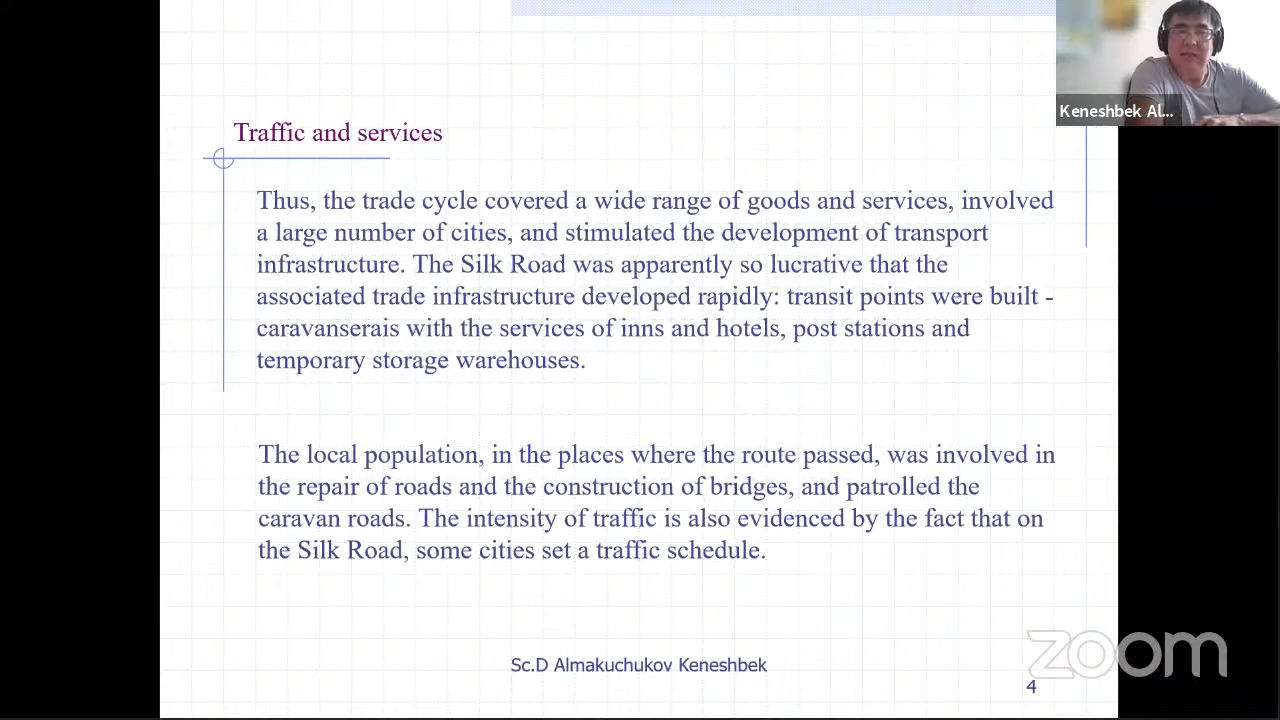 Keneshbek Al...
Traffic and services
Thus, the trade cycle covered a wide range of goods and services, involved
a large number of cities, and stimulated the development of transport
infrastructure. The Silk Road was apparently so lucrative that the
associated trade infrastructure developed rapidly: transit points were built -
caravanserais with the services of inns and hotels, post stations and
temporary storage warehouses.
The local population, in the places where the route passed, was involved in
the repair of roads and the construction of bridges, and patrolled the
caravan roads. The intensity of traffic is also evidenced by the fact that on
the Silk Road, some cities set a traffic schedule.
Sc.D Almakuchukov Keneshbek
zoom
4